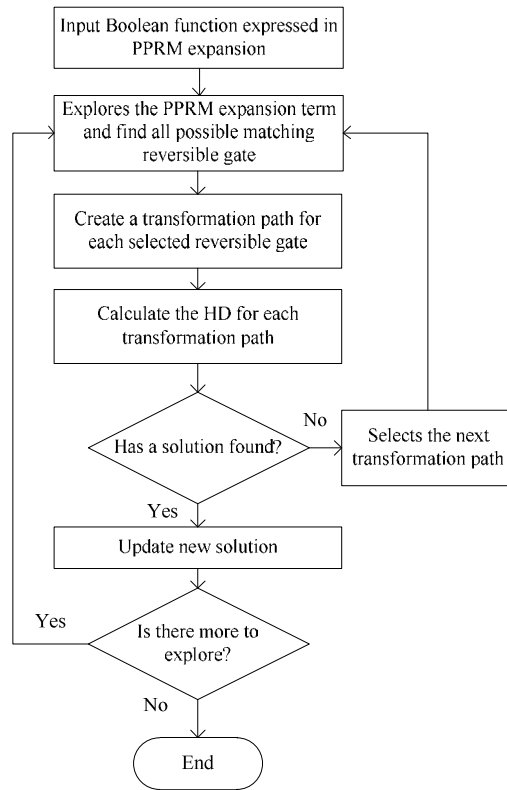 Input Boolean function expressed in
PPRM expansion
Explores the PPRM expansion term
and find all possible matching
reversible gate
Create a transformation path for
each selected reversible gate
Calculate the HD for each
transformation path
Has a solution found?
No
Selects the next
transformation path
Yes
Update new solution
Yes
Is there more to
explore?
No
End